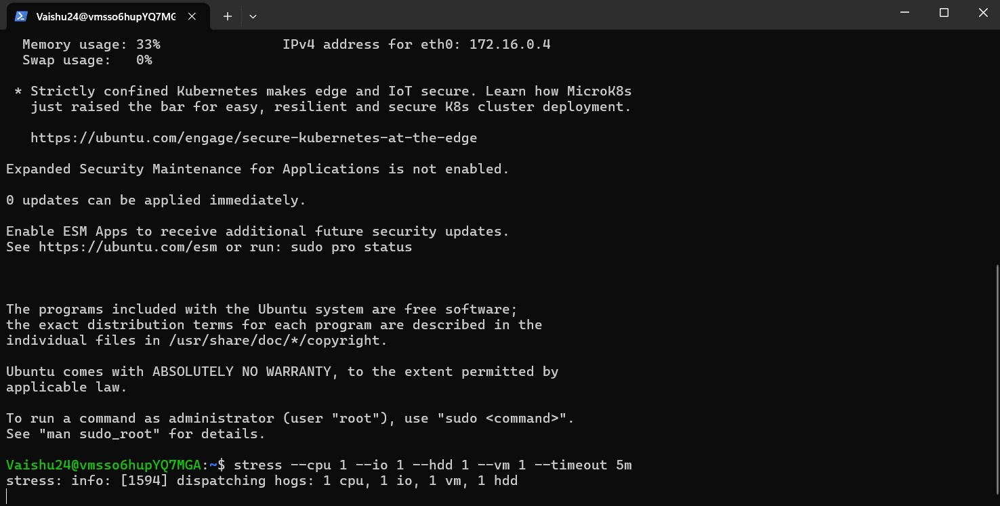 Vaishu24@vmsso6hupYQ7MG
Memory usage: 33% IPv4 address for eth0: 172.16.0.4
Swap usage: 0%
* Strictly confined Kubernetes makes edge and IoT secure. Learn how MicroK8s
just raised the bar for easy, resilient and secure K8s cluster deployment.
https://ubuntu.com/engage/secure-kubernetes-at-the-edge
Expanded Security Maintenance for Applications is not enabled.
0 updates can be applied immediately.
Enable ESM Apps to receive additional future security updates.
See https://ubuntu.com/esm or run: sudo pro status
The programs included with the Ubuntu system are free software;
the exact distribution terms for each program are described in the
individual files in /usr/share/doc/*/copyright.
Ubuntu comes with ABSOLUTELY NO WARRANTY, to the extent permitted by
applicable law.
To run a command as administrator (user "root"), use "sudo <command>".
See "man sudo_root" for details.
Vaishu24@vmsso6hupYQ7MGA:~$ stress --cpu 1 --io 1 --hdd 1 --vm 1 --timeout 5m
stress: info: [1594] dispatching hogs: 1 cpu, 1 io, 1 vm, 1 hdd